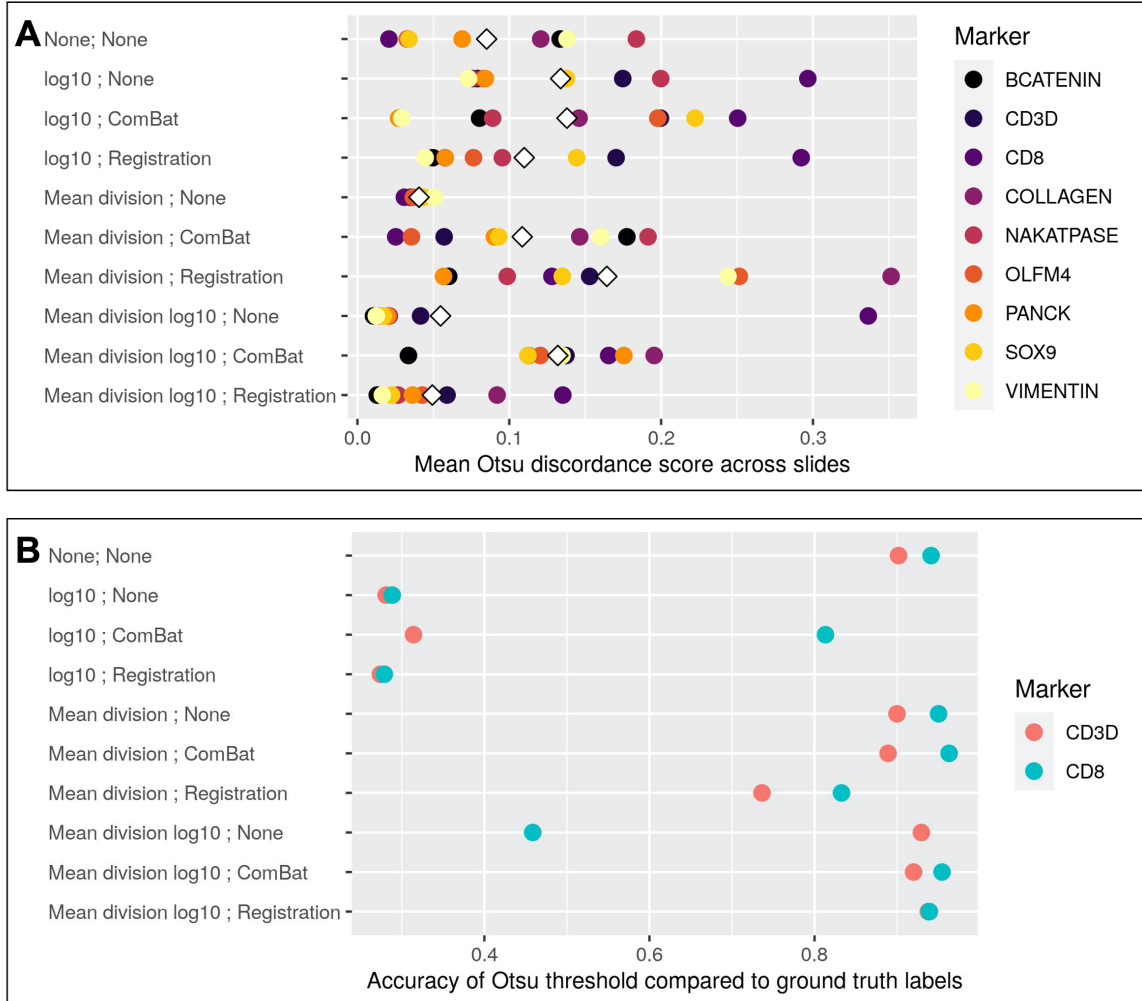 A
None; None
log10 ; None
log10 ; ComBat
log10 ; Registration
Mean division ; None
Mean division ; ComBat
Mean division ; Registration
Mean division log10 ; None
Mean division log10 ; ComBat
Mean division log10 ; Registration
0.0 0.1 0.2 0.3
Mean Otsu discordance score across slides
Marker
BCATENIN
CD3D
CD8
COLLAGEN
NAKATPASE
OLFM4
PANCK
SOX9
VIMENTIN
B
None; None
log10 ; None
log10 ; ComBat
log10 ; Registration
Mean division ; None
Mean division ; ComBat
Mean division ; Registration
Mean division log10 ; None
Mean division log10 ; ComBat
Mean division log10 ; Registration
0.4 0.6 0.8
Accuracy of Otsu threshold compared to ground truth labels
Marker
CD3D
CD8